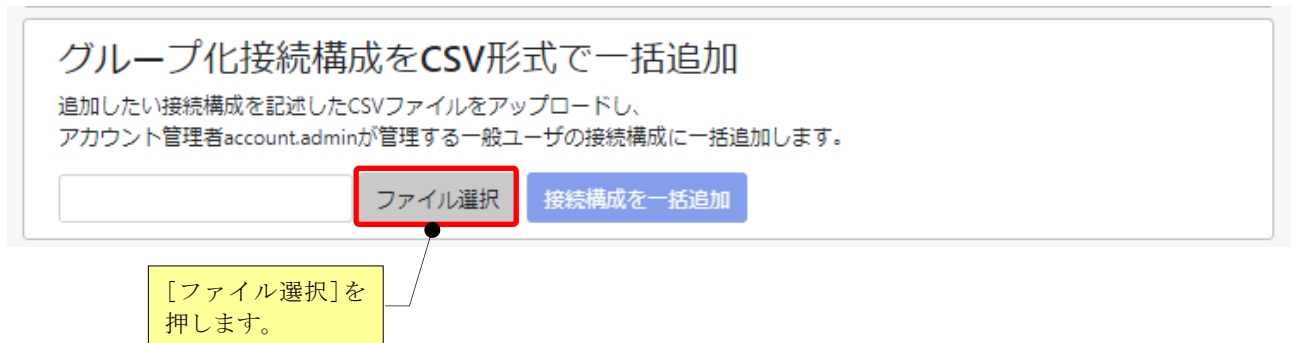 グループ化接続構成をCSV形式で一括追加
追加したい接続構成を記述したCSVファイルをアップロードし、
アカウント管理者account.adminが管理する一般ユーザの接続構成に一括追加します。
ファイル選択
接続構成を一括追加
[ファイル選択]を
押します。